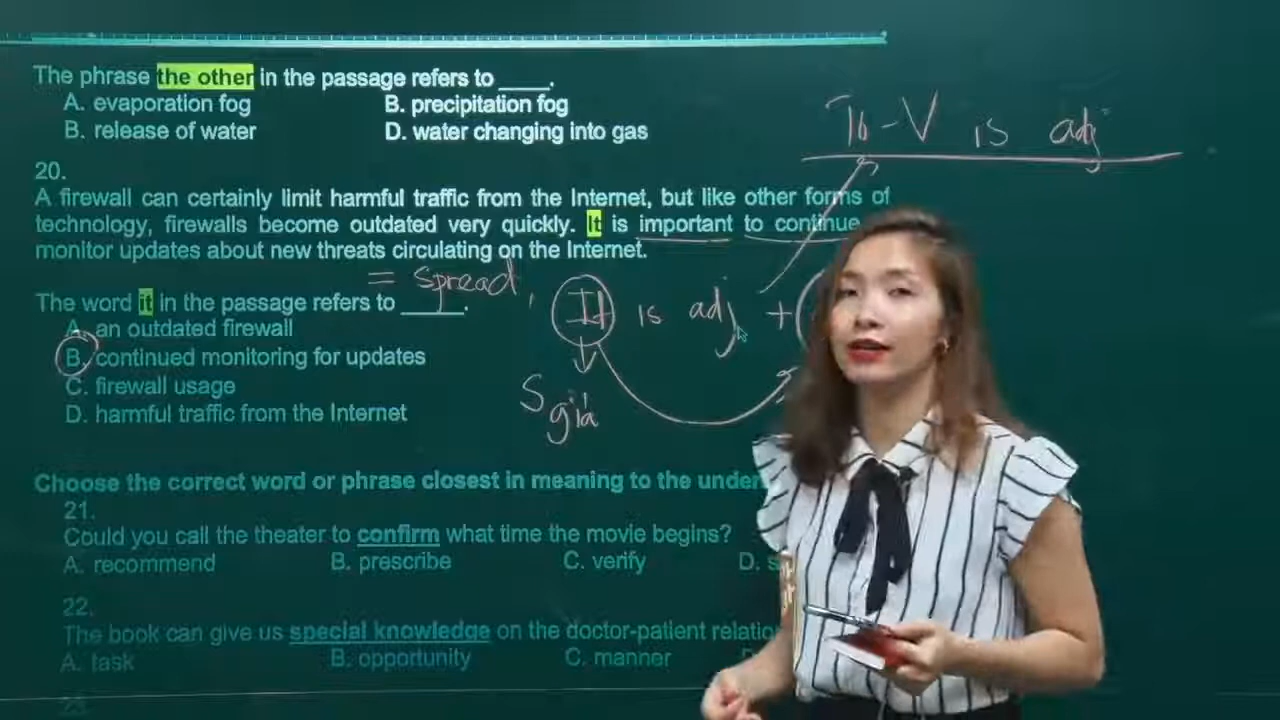 The phrase the other in the passage refers to ____.
A. evaporation fog B. precipitation fog
B. release of water D. water changing into gas
To-V is adj
20.
A firewall can certainly limit harmful traffic from the Internet, but like other forms of
technology, firewalls become outdated very quickly. It is important to continue
monitor updates about new threats circulating on the Internet.
= spread,
The word it in the passage refers to ____.
A. an outdated firewall
B. continued monitoring for updates
C. firewall usage
D. harmful traffic from the Internet
It is adj +
S giả
Choose the correct word or phrase closest in meaning to the
21.
Could you call the theater to confirm what time the movie begins?
A. recommend B. prescribe C. verify D.
22.
The book can give us special knowledge on the doctor-patient
A. task B. opportunity C. manner